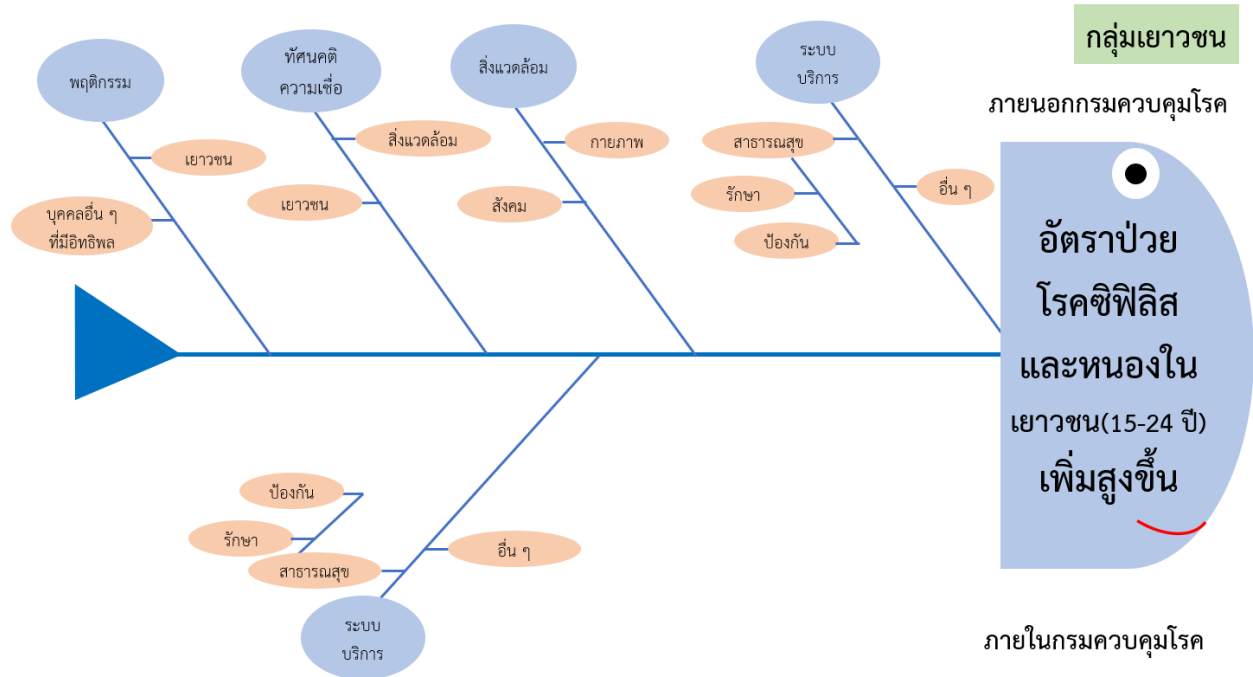 กลุ่มเยาวชน
ภายนอกกรมควบคุมโรค
พฤติกรรม
เยาวชน
บุคคลอื่น ๆ
ที่มีอิทธิพล
ทัศนคติ
ความเชื่อ
สิ่งแวดล้อม
เยาวชน
สิ่งแวดล้อม
กายภาพ
สังคม
ระบบ
บริการ
สาธารณสุข
รักษา
ป้องกัน
อื่น ๆ
อัตราป่วย
โรคซิฟิลิส
และหนองใน
เยาวชน(15-24 ปี)
เพิ่มสูงขึ้น
ป้องกัน
รักษา
สาธารณสุข
อื่น ๆ
ระบบ
บริการ
ภายในกรมควบคุมโรค